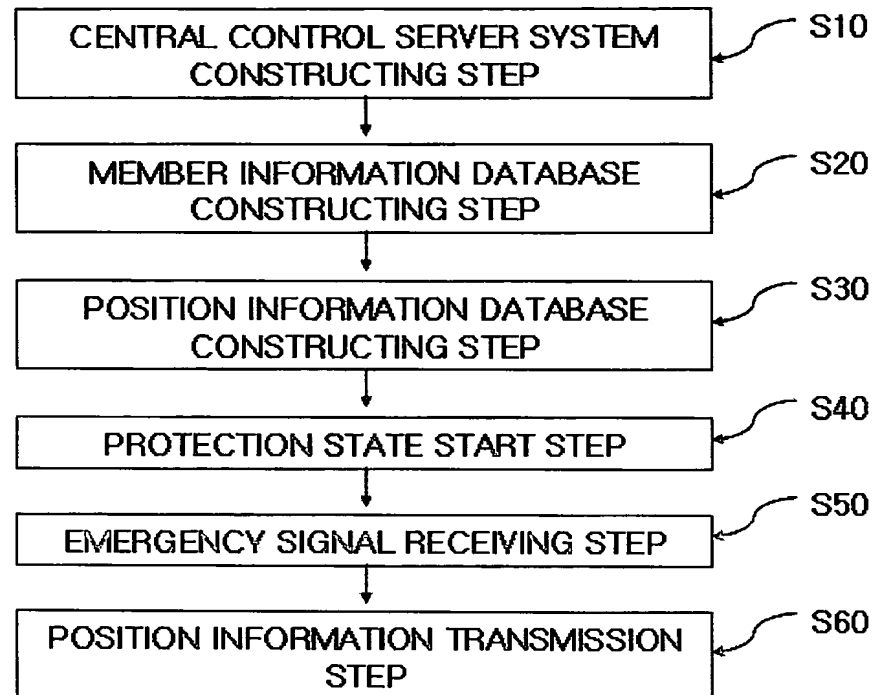 CENTRAL CONTROL SERVER SYSTEM
CONSTRUCTING STEP
S10
MEMBER INFORMATION DATABASE
CONSTRUCTING STEP
S20
POSITION INFORMATION DATABASE
CONSTRUCTING STEP
S30
PROTECTION STATE START STEP
S40
EMERGENCY SIGNAL RECEIVING STEP
S50
POSITION INFORMATION TRANSMISSION
STEP
S60